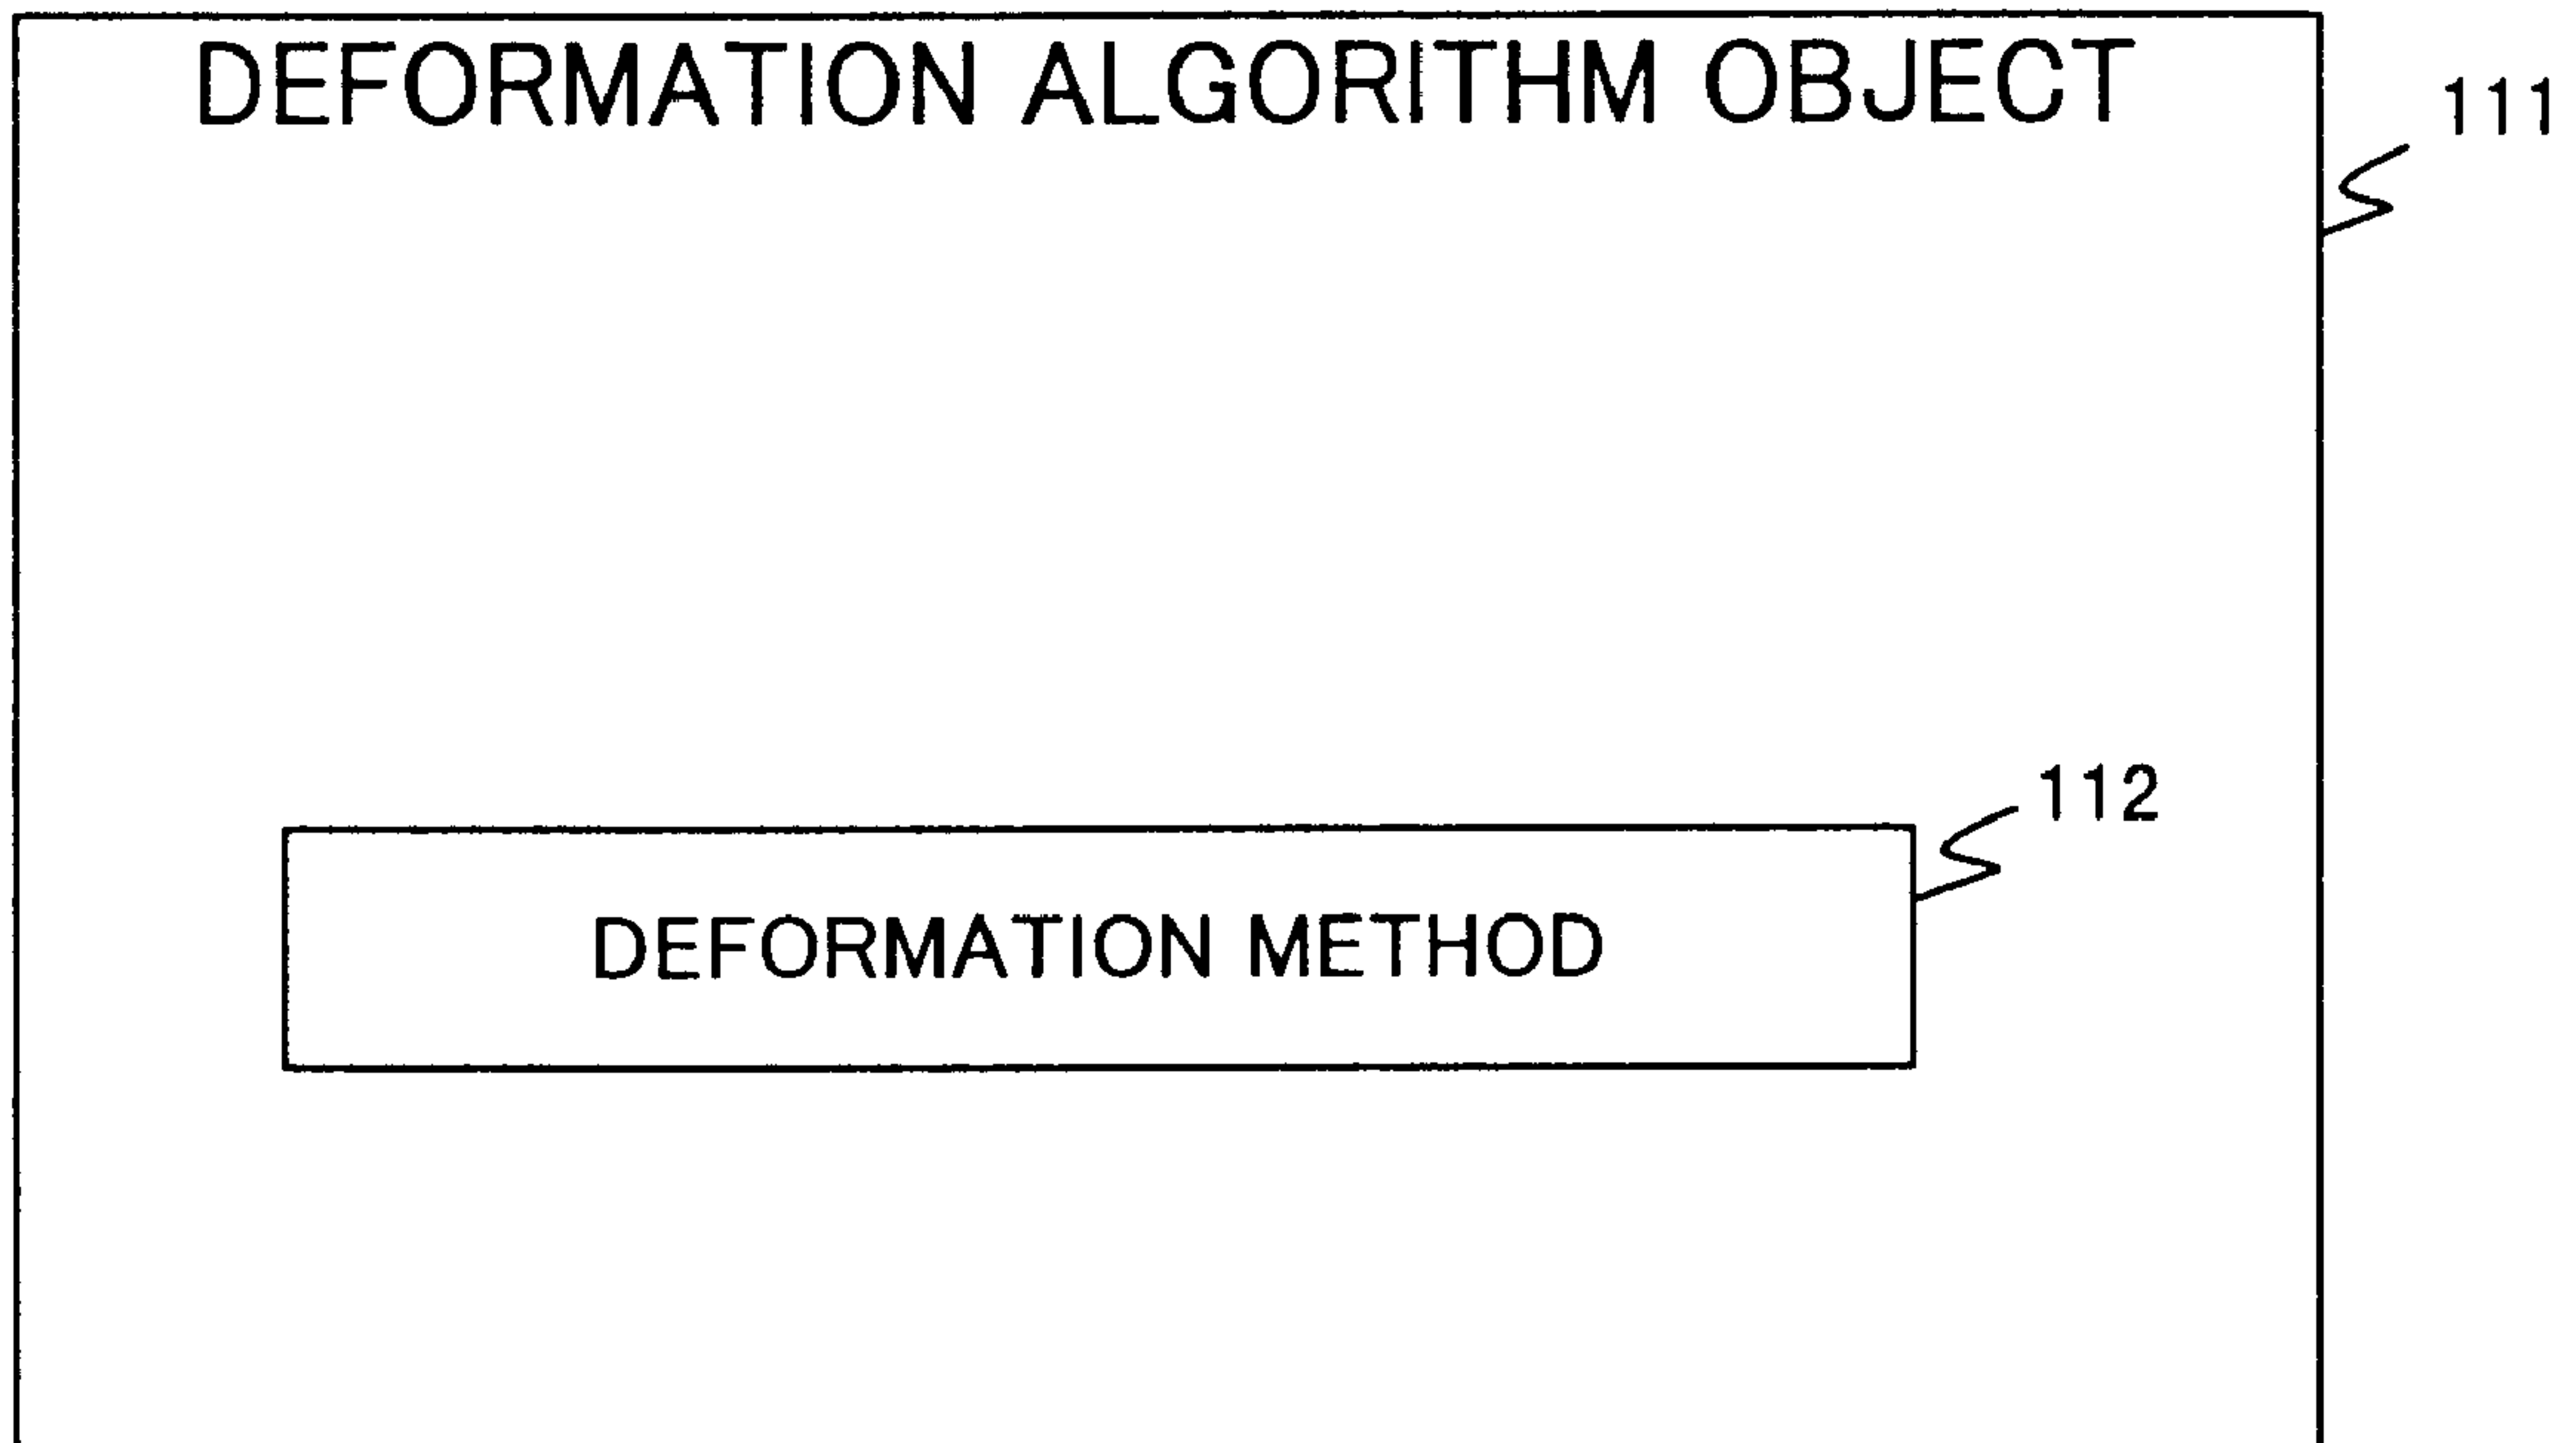 DEFORMATION ALGORITHM OBJECT
111
112
DEFORMATION METHOD